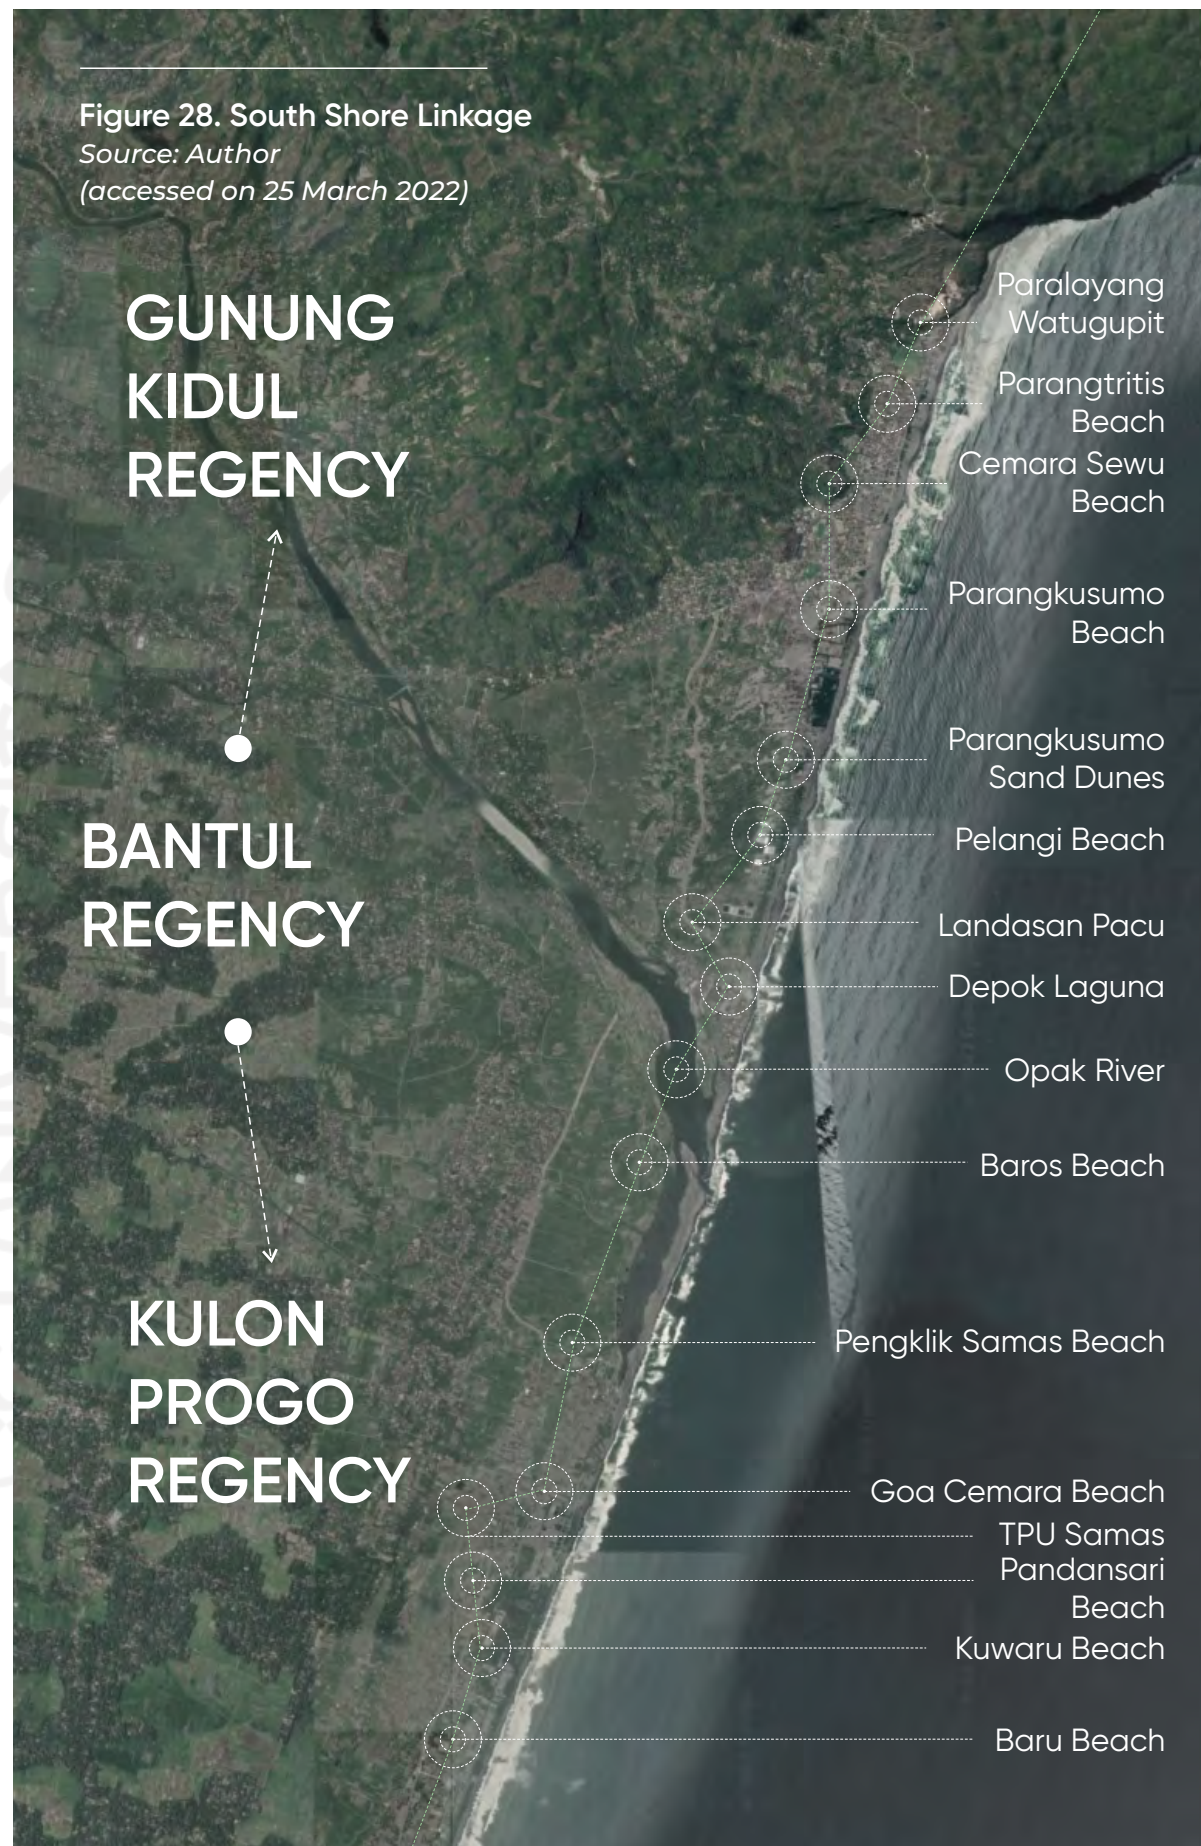 Figure 28. South Shore Linkage
Source: Author
(accessed on 25 March 2022)
GUNUNG
KIDUL
REGENCY
BANTUL
REGENCY
KULON
PROGO
REGENCY
Paralayang
Watugupit
Parangtritis
Beach
Cemara Sewu
Beach
Parangkusumo
Beach
Parangkusumo
Sand Dunes
Pelangi Beach
Landasan Pacu
Depok Laguna
Opak River
Baros Beach
Pengklik Samas Beach
Goa Cemara Beach
TPU Samas
Pandansari
Beach
Kuwaru Beach
Baru Beach